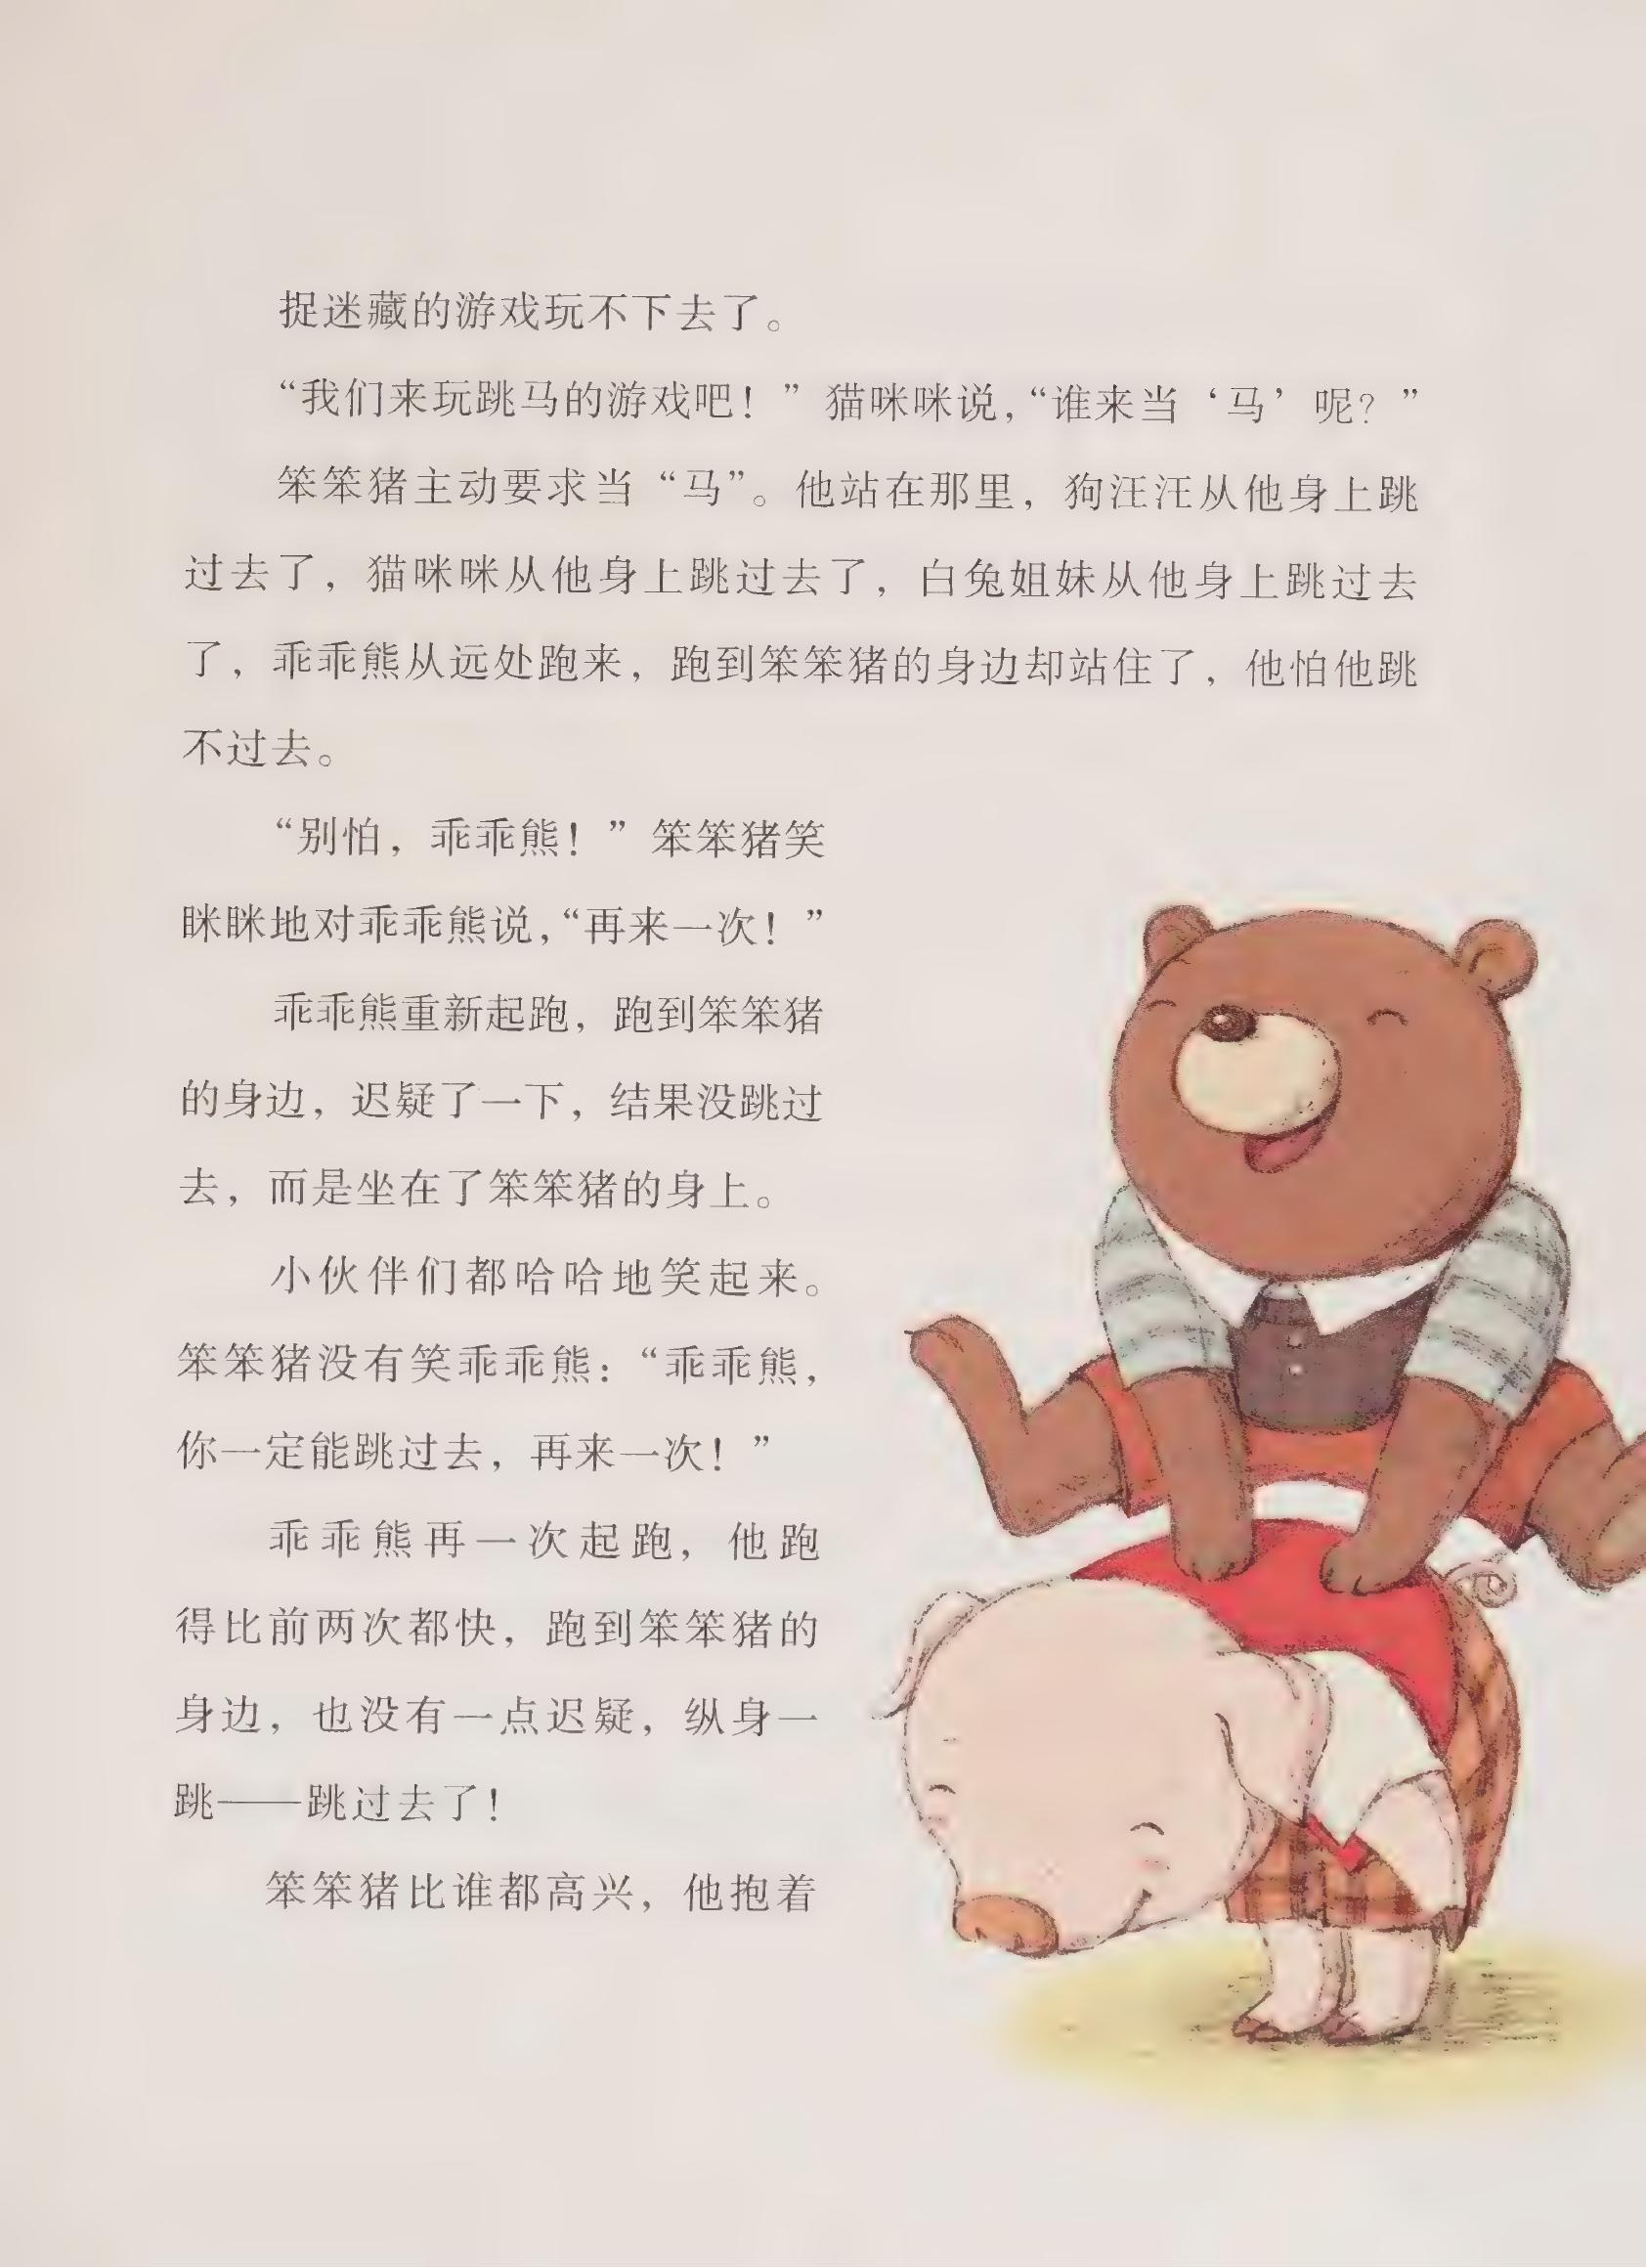 捉迷藏的游戏玩不下去了。
“我们来玩跳马的游戏吧！”猫咪咪说，“谁来当‘马’呢？”
笨笨猪主动要求当“马”。他站在那里，狗汪汪从他身上跳
过去了，猫咪咪从他身上跳过去了，白兔姐妹从他身上跳过去
了，乖乖熊从远处跑来，跑到笨笨猪的身边却站住了，他怕他跳
不过去。
“别怕，乖乖熊！”笨笨猪笑
眯眯地对乖乖熊说，“再来一次！”
乖乖熊重新起跑，跑到笨笨猪
的身边，迟疑了一下，结果没跳过
去，而是坐在了笨笨猪的身上。
小伙伴们都哈哈地笑起来。
笨笨猪没有笑乖乖熊：“乖乖熊，
你一定能跳过去，再来一次！”
乖乖熊再一次起跑，他跑
得比前两次都快，跑到笨笨猪的
身边，也没有一点迟疑，纵身一
跳——跳过去了！
笨笨猪比谁都高兴，他抱着